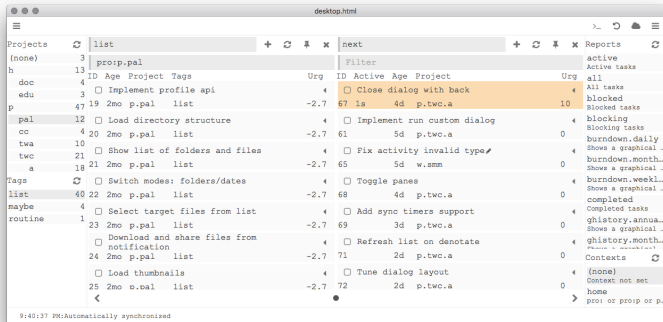 desktop.html
Projects
(none) 3
h 13
doc 4
edu 3
p 47
pal 12
cc 4
twa 10
twc 21
a 18
Tags
list 40
maybe 4
routine 1
list
pro:p.pal
ID Age Project Tags Urg
Implement profile api
19 2mo p.pal list -2.7
Load directory structure
20 2mo p.pal list -2.7
Show list of folders and files
21 2mo p.pal list -2.7
Switch modes: folders/dates
22 2mo p.pal list -2.7
Select target files from list
23 2mo p.pal list -2.7
Download and share files from
notification
24 2mo p.pal list -2.7
Load thumbnails
25 2mo p.pal list -2.7
next
Filter
ID Active Age Project Urg
Close dialog with back
67 1s 4d p.twc.a 10
Implement run custom dialog
61 5d p.twc.a 0
Fix activity invalid type
65 5d w.smm 0
Toggle panes
68 4d p.twc.a 0
Add sync timers support
69 3d p.twc.a 0
Refresh list on denotate
71 2d p.twc.a 0
Tune dialog layout
72 2d p.twc.a 0
Reports
active
Active tasks
all
All tasks
blocked
Blocked tasks
blocking
Blocking tasks
burndown.daily
Shows a graphical …
burndown.month…
Shows a graphical …
burndown.weekl…
Shows a graphical …
completed
Completed tasks
ghistory.annua…
Shows a graphical …
ghistory.month…
Shows a graphical …
Contexts
(none)
Context not set
home
pro: or pro:p or p…
9:40:37 PM:Automatically synchronized